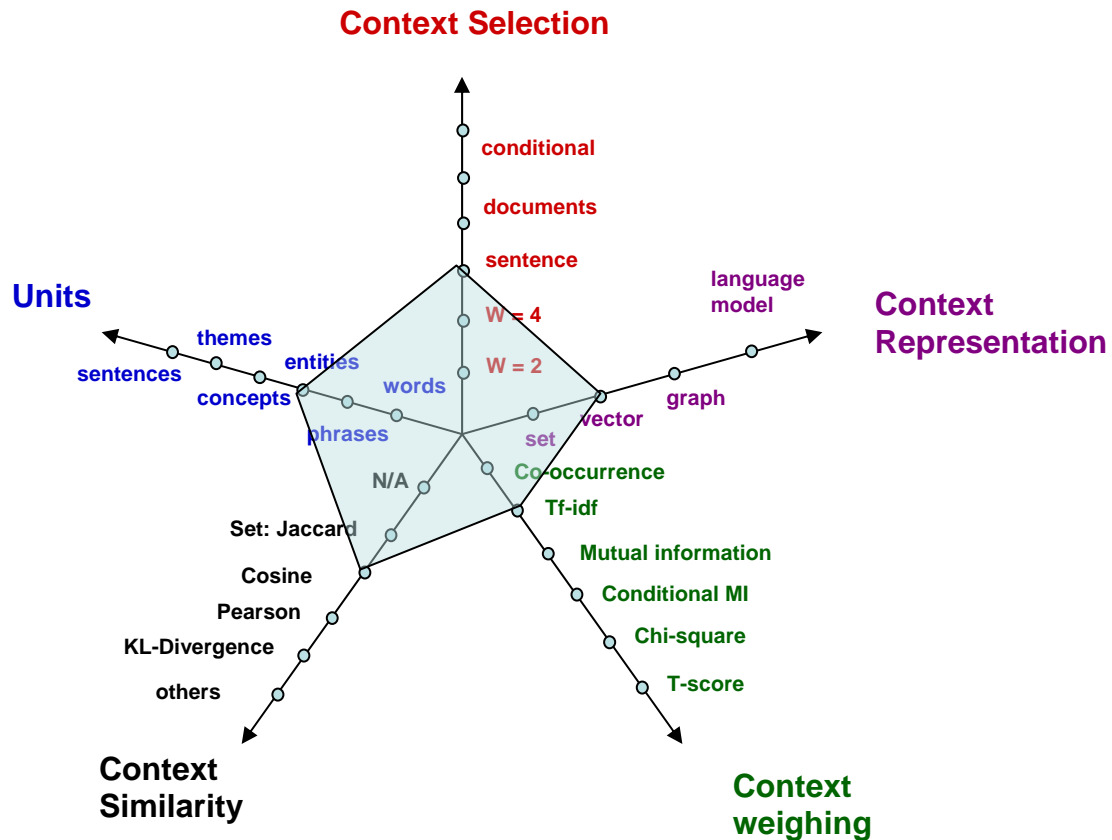 Context Selection
conditional
documents
sentence
W = 4
W = 2
Units
themes
sentences
entities
concepts
words
phrases
language
model
Context
Representation
graph
vector
set
N/A
Set: Jaccard
Cosine
Pearson
KL-Divergence
others
Context
Similarity
Co-occurrence
Tf-idf
Mutual information
Conditional MI
Chi-square
T-score
Context
weighing